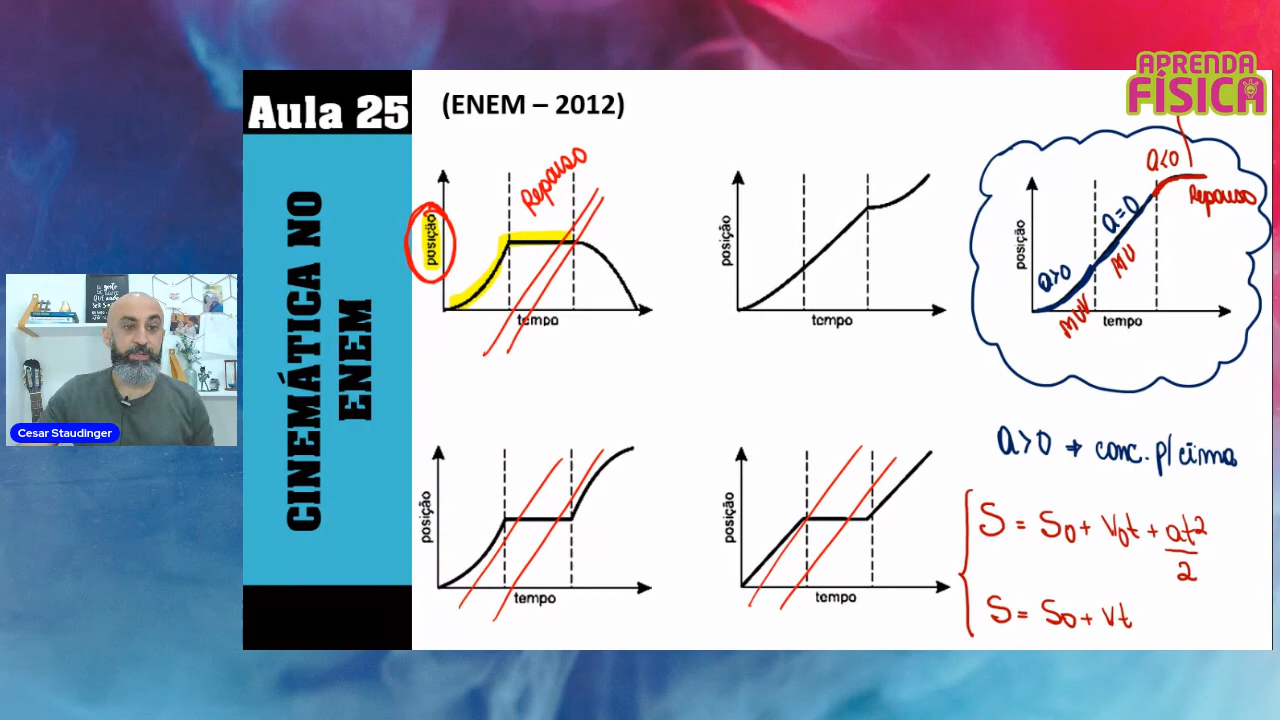 APRENDA
FÍSICA
Aula 25
(ENEM – 2012)
CINEMÁTICA NO
ENEM
posição
Repouso
tempo
posição
tempo
posição
a>0
MUV
a=0
MU
a<0
Repouso
tempo
posição
tempo
posição
tempo
a>0 → conc. p/ cima
S = S₀ + V₀t + at²/2
S = S₀ + Vt
Cesar Staudinger